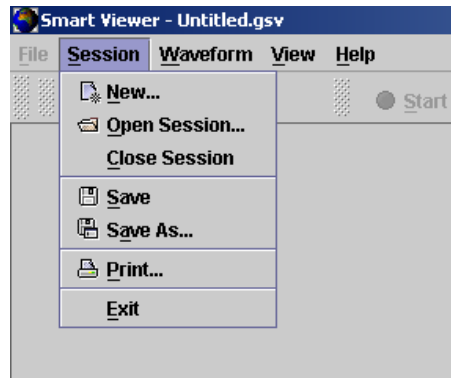 Smart Viewer - Untitled.gsv
File Session Waveform View Help
Start
New...
Open Session...
Close Session
Save
Save As...
Print...
Exit